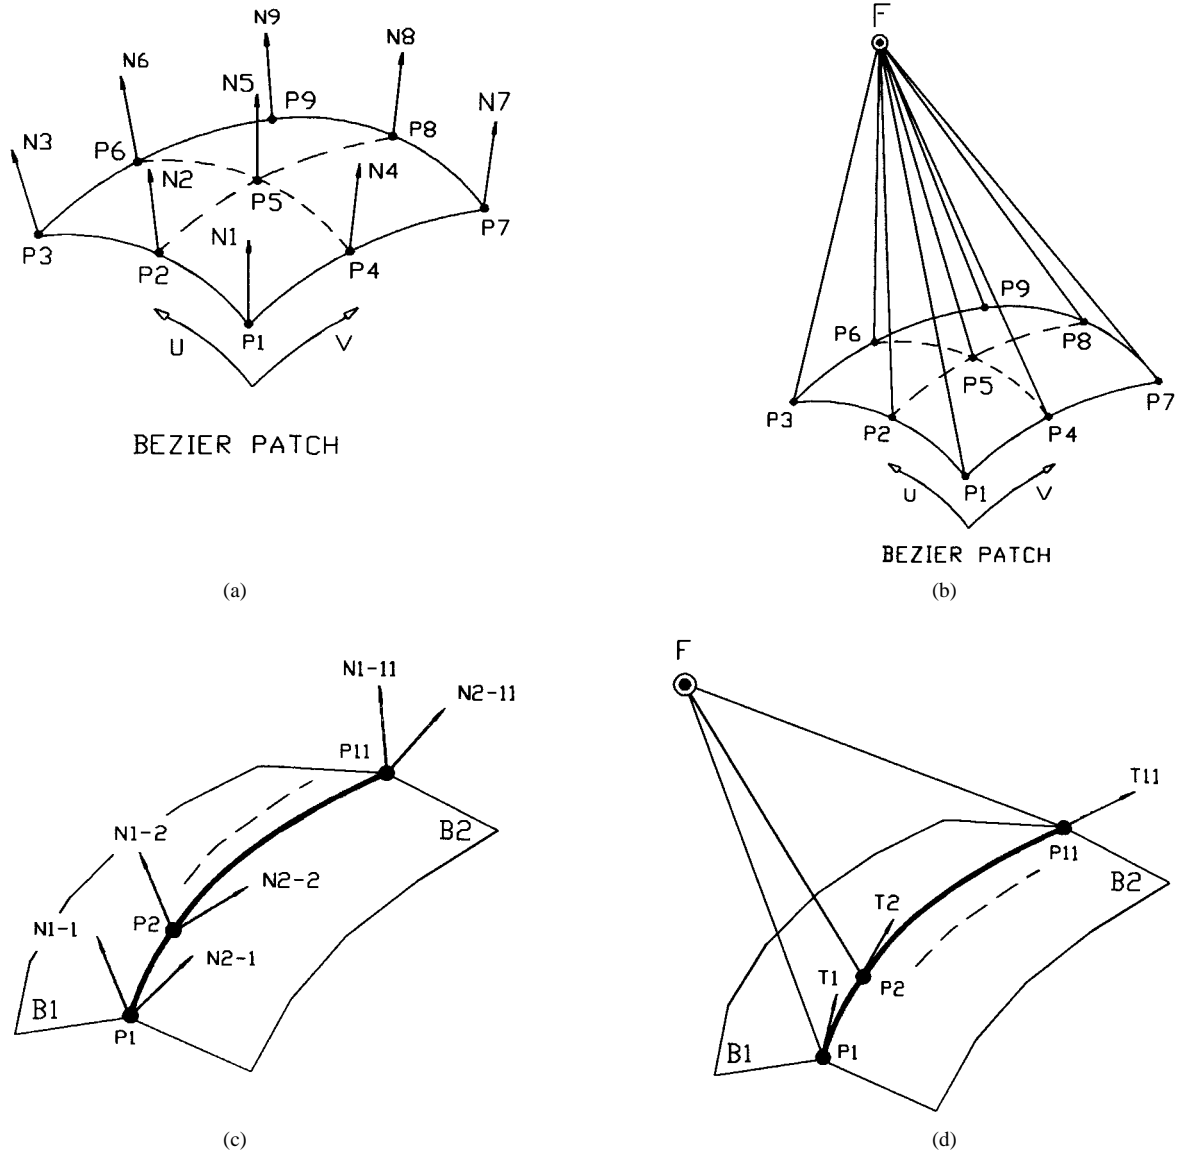 N9
N8
N6
N5
P9
N7
N3
P6
P8
N2
N4
P5
P3
P2
N1
P4
P7
P1
U
V
BEZIER PATCH
(a)
F
P9
P6
P8
P5
P3
P2
P4
P7
P1
U
V
BEZIER PATCH
(b)
N1-11
N2-11
P11
N1-2
B2
N2-2
N1-1
P2
N2-1
B1
P1
(c)
F
T11
P11
B2
T2
T1
P2
B1
P1
(d)